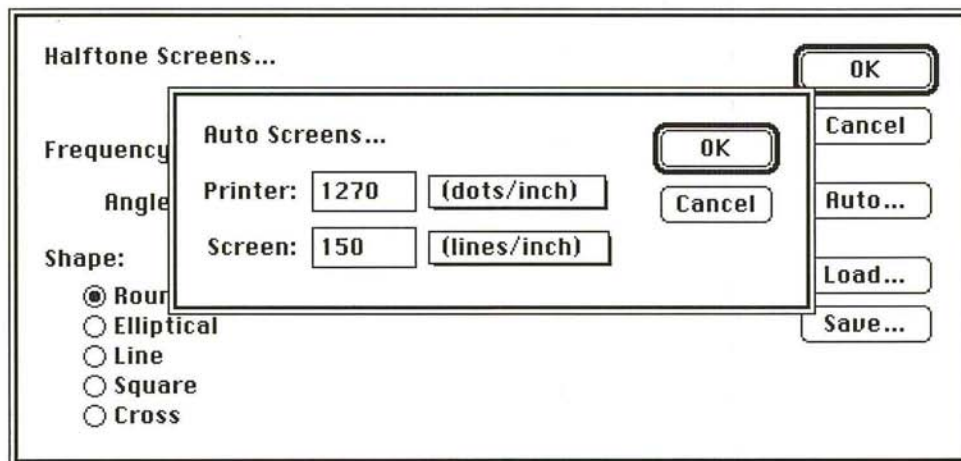 Halftone Screens...
OK
Cancel
Frequency
Angle
Auto...
Shape:
Load...
Save...
Elliptical
Line
Square
Cross
Auto Screens...
OK
Printer: 1270 (dots/inch)
Cancel
Screen: 150 (lines/inch)